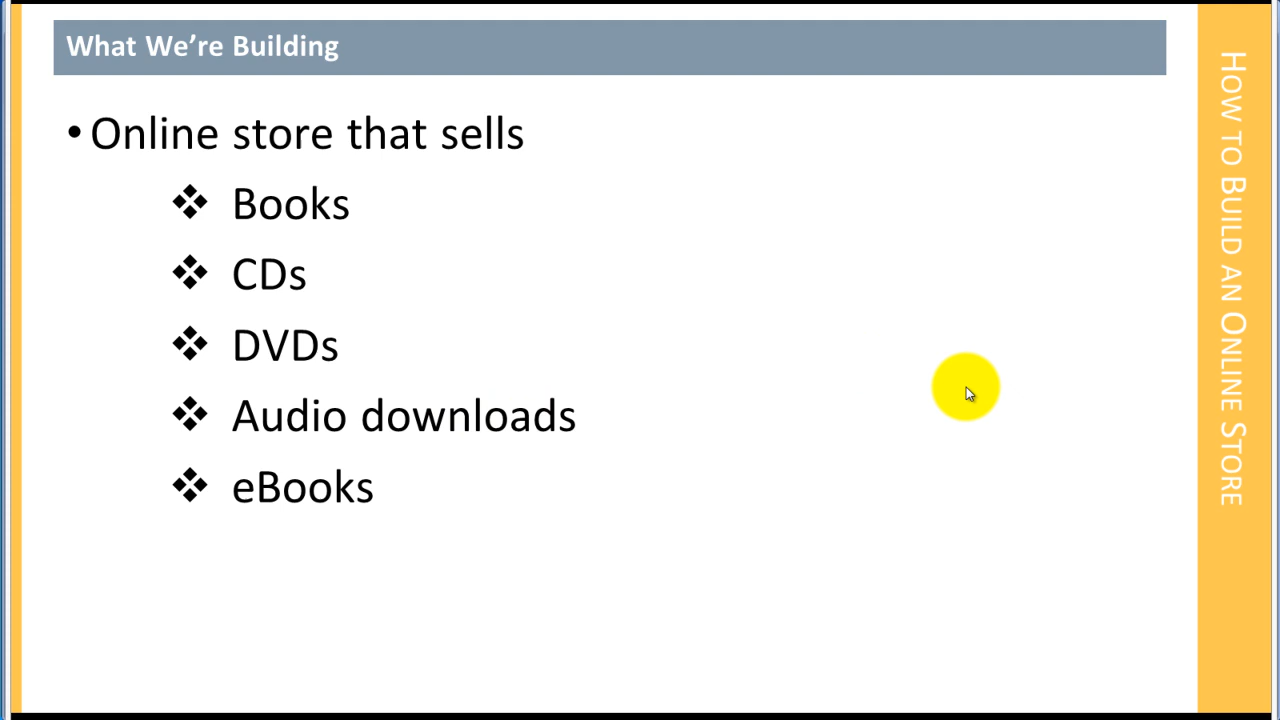 What We’re Building
• Online store that sells
❖ Books
❖ CDs
❖ DVDs
❖ Audio downloads
❖ eBooks
How to Build an Online Store